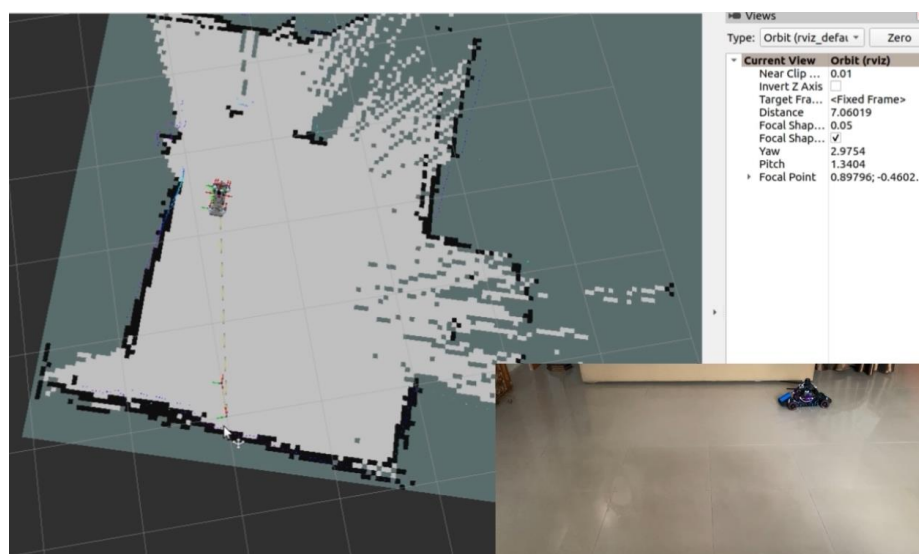 Views
Type: Orbit (rviz_defau Zero
Current View Orbit (rviz)
Near Clip ... 0.01
Invert Z Axis
Target Fra... <Fixed Frame>
Distance 7.06019
Focal Shap... 0.05
Focal Shap... ✓
Yaw 2.9754
Pitch 1.3404
Focal Point 0.89796; -0.4602.